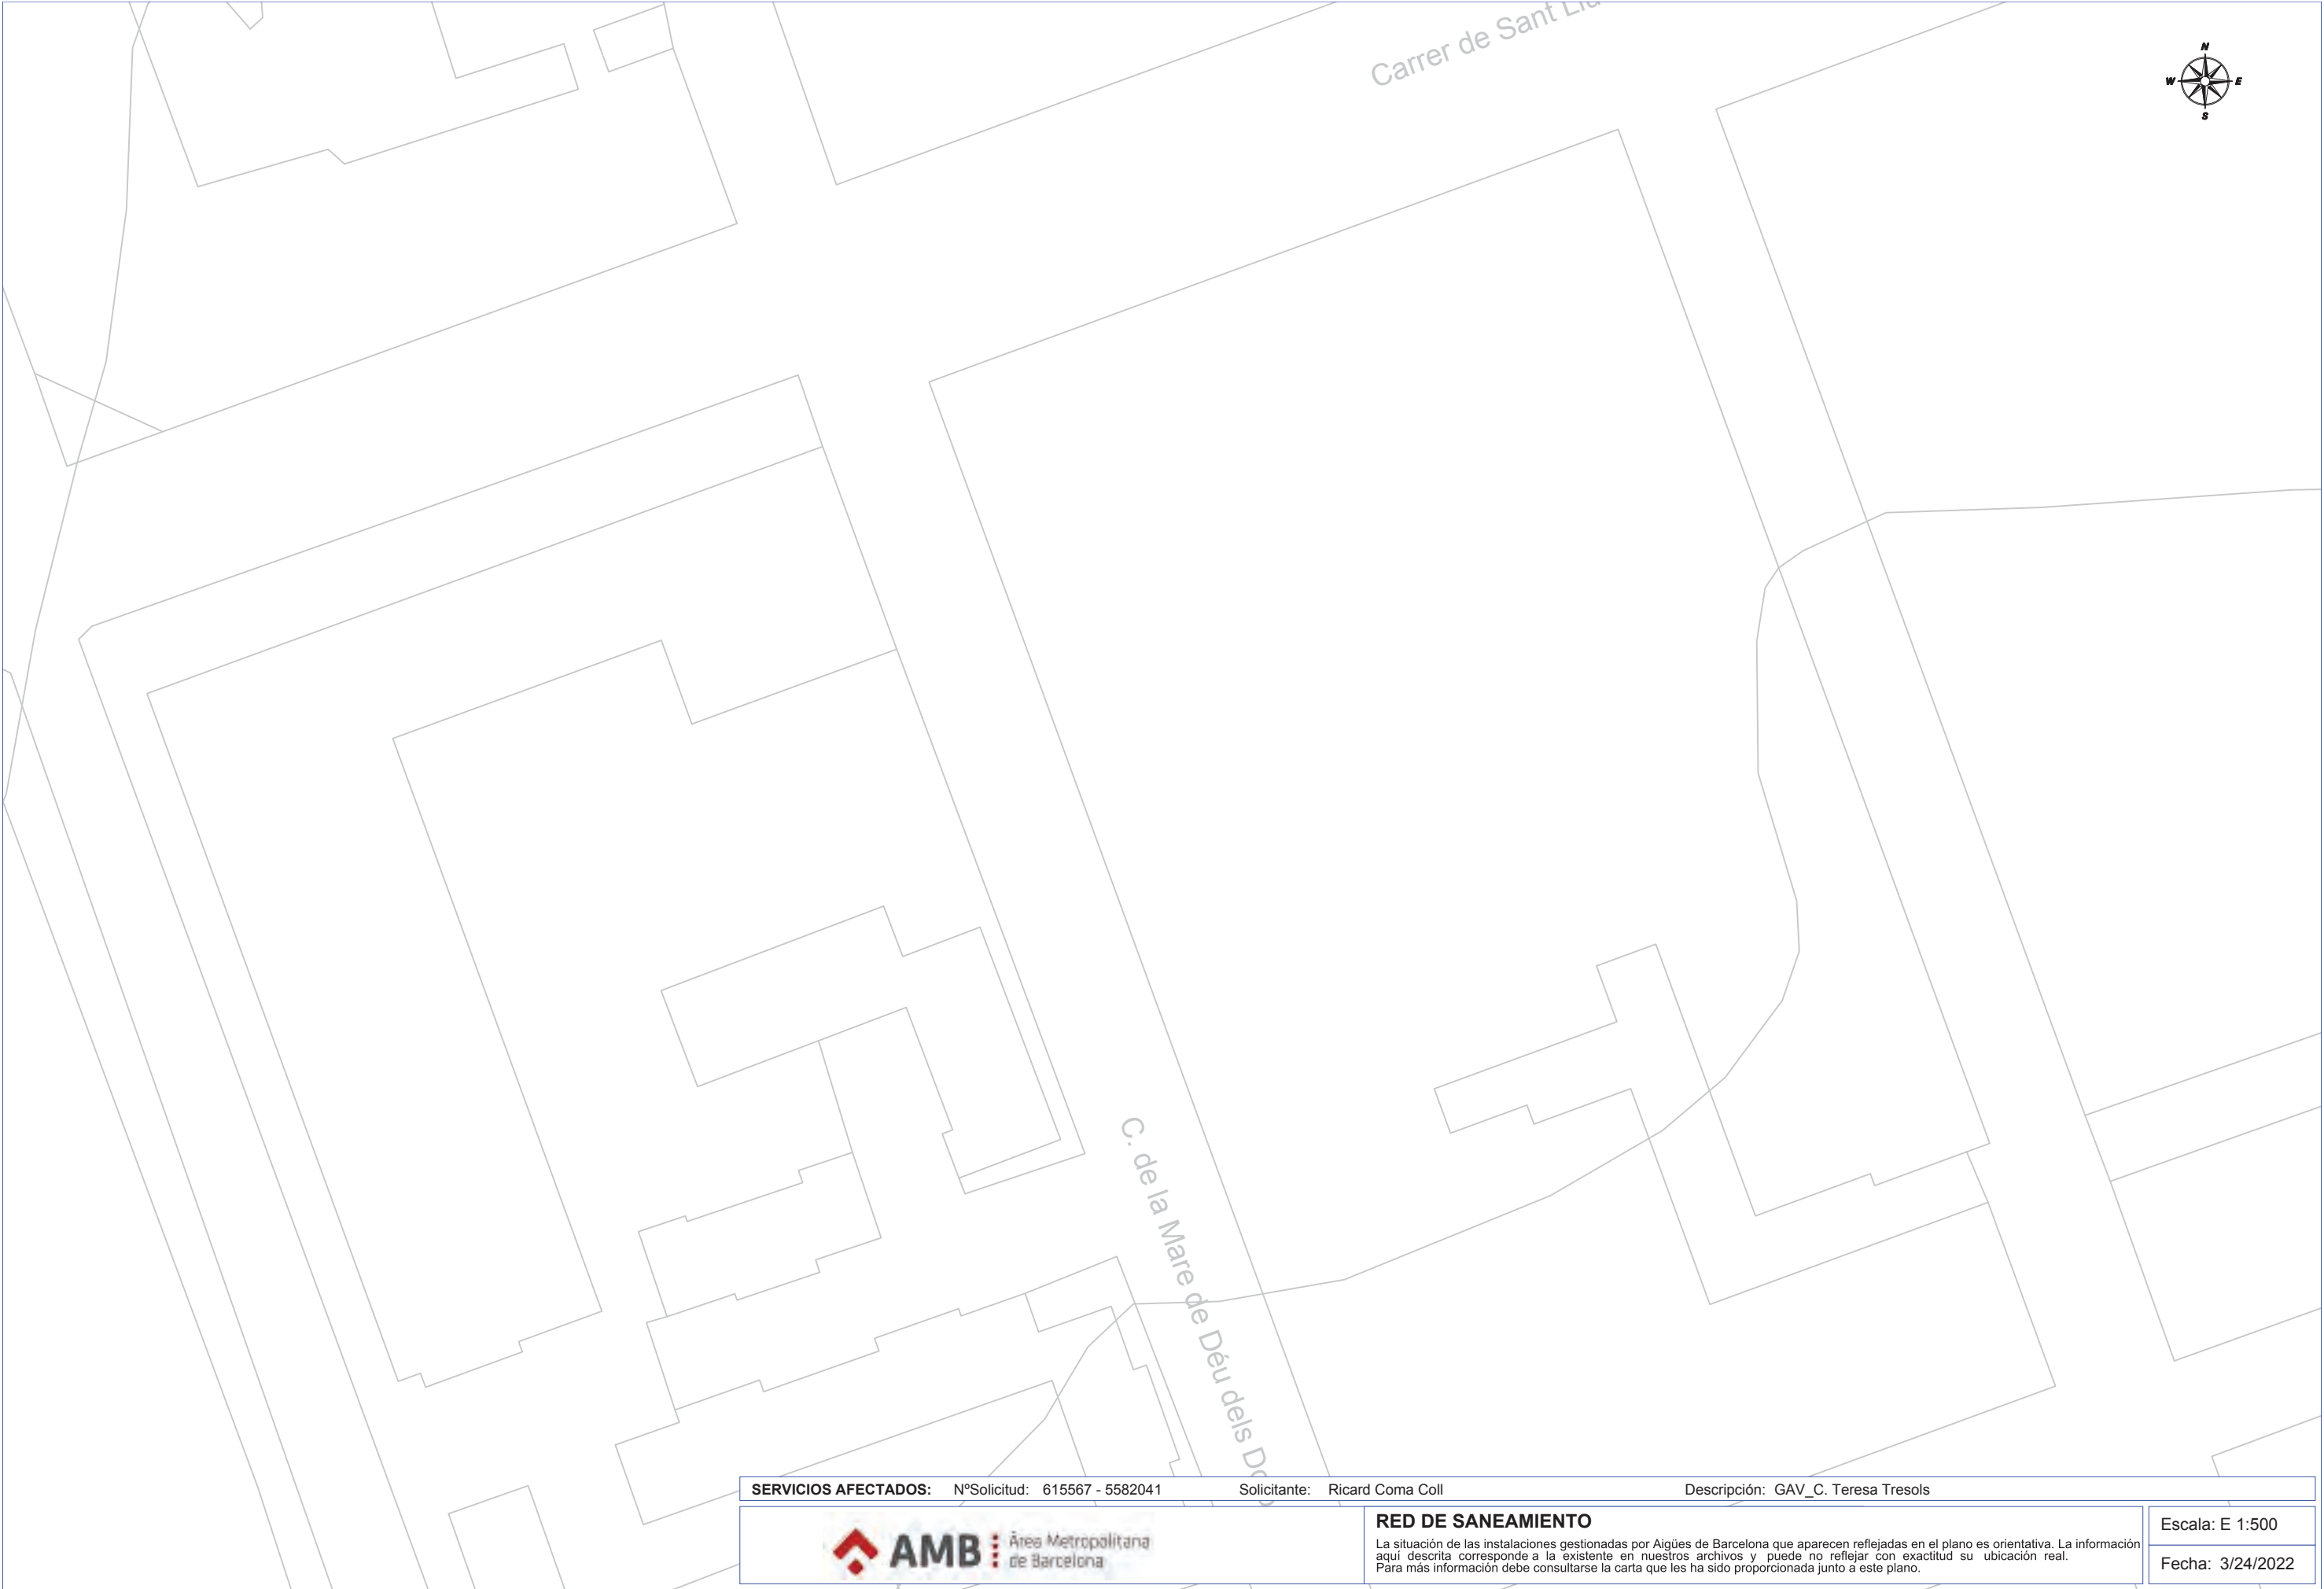 Carrer de Sant
N
W E
S
C. de la Mare de Déu dels
SERVICIOS AFECTADOS: NºSolicitud: 615567 - 5582041 Solicitante: Ricard Coma Coll Descripción: GAV_C. Teresa Tresols
AMB Àrea Metropolitana
de Barcelona
RED DE SANEAMIENTO
La situación de las instalaciones gestionadas por Aigües de Barcelona que aparecen reflejadas en el plano es orientativa. La información
aquí descrita corresponde a la existente en nuestros archivos y puede no reflejar con exactitud su ubicación real.
Para más información debe consultarse la carta que les ha sido proporcionada junto a este plano.
Escala: E 1:500
Fecha: 3/24/2022